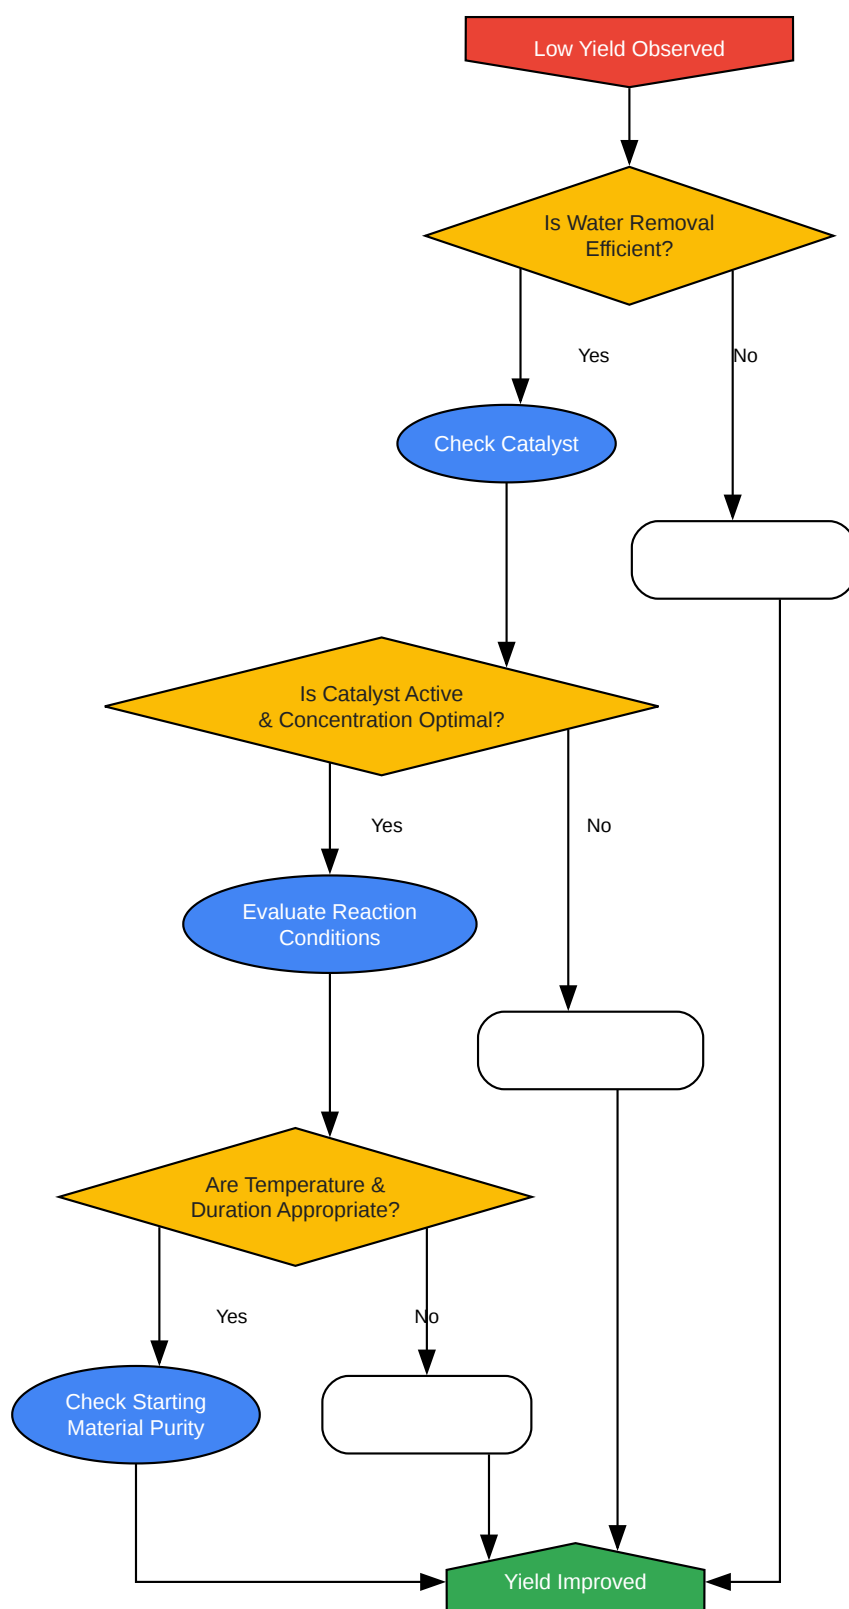 Low Yield Observed
Is Water Removal
Efficient?
Yes
No
Check Catalyst
Is Catalyst Active
& Concentration Optimal?
Yes
No
Evaluate Reaction
Conditions
Are Temperature &
Duration Appropriate?
Yes
No
Check Starting
Material Purity
Yield Improved